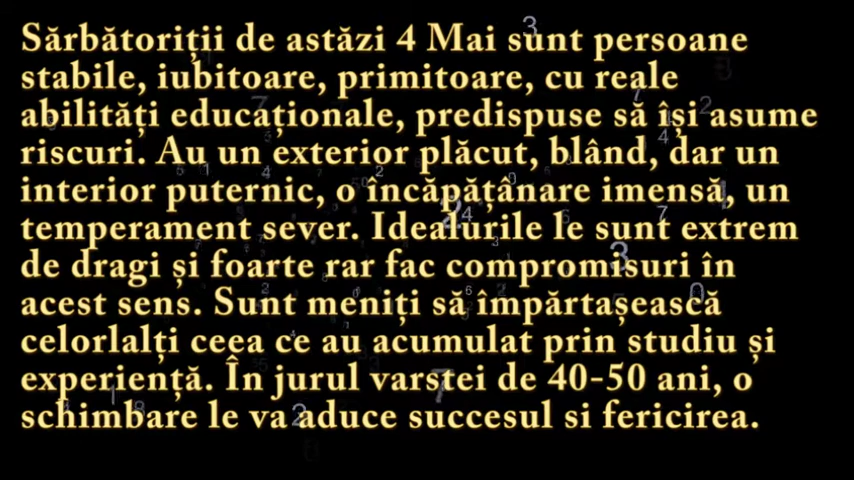 Sărbătoriții de astăzi 4 Mai sunt persoane
stabile, iubitoare, primitoare, cu reale
abilități educaționale, predispuse să își asume
riscuri. Au un exterior plăcut, blând, dar un
interior puternic, o încăpățânare imensă, un
temperament sever. Idealurile le sunt extrem
de dragi și foarte rar fac compromisuri în
acest sens. Sunt meniți să împărtașească
celorlalți ceea ce au acumulat prin studiu și
experiență. În jurul varstei de 40-50 ani, o
schimbare le va aduce succesul si fericirea.